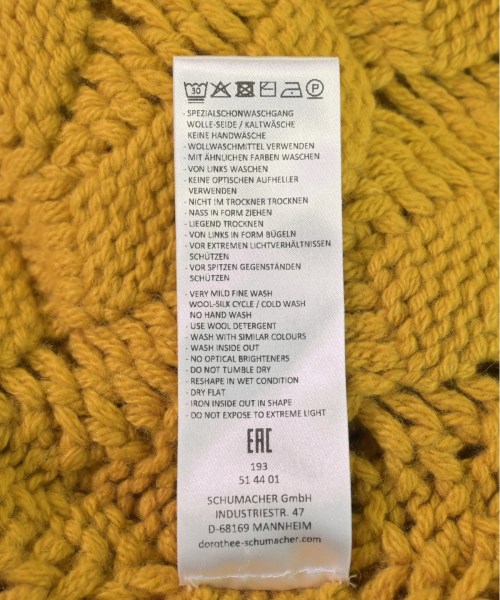 30 P
- SPEZIALSCHONWASCHGANG
WOLLE-SEIDE / KALTWÄSCHE
KEINE HANDWÄSCHE
- WOLLWASCHMITTEL VERWENDEN
- MIT ÄHNLICHEN FARBEN WASCHEN
- VON LINKS WASCHEN
- KEINE OPTISCHEN AUFHELLER
VERWENDEN
- NICHT IM TROCKNER TROCKNEN
- NASS IN FORM ZIEHEN
- LIEGEND TROCKNEN
- VON LINKS IN FORM BÜGELN
- VOR EXTREMEN LICHTVERHÄLTNISSEN
SCHÜTZEN
- VOR SPITZEN GEGENSTÄNDEN
SCHÜTZEN
- VERY MILD FINE WASH
WOOL-SILK CYCLE / COLD WASH
NO HAND WASH
- USE WOOL DETERGENT
- WASH WITH SIMILAR COLOURS
- WASH INSIDE OUT
- NO OPTICAL BRIGHTENERS
- DO NOT TUMBLE DRY
- RESHAPE IN WET CONDITION
- DRY FLAT
- IRON INSIDE OUT IN SHAPE
- DO NOT EXPOSE TO EXTREME LIGHT
EAC
193
51 44 01
SCHUMACHER GmbH
INDUSTRIESTR. 47
D-68169 MANNHEIM
dorothee-schumacher.com